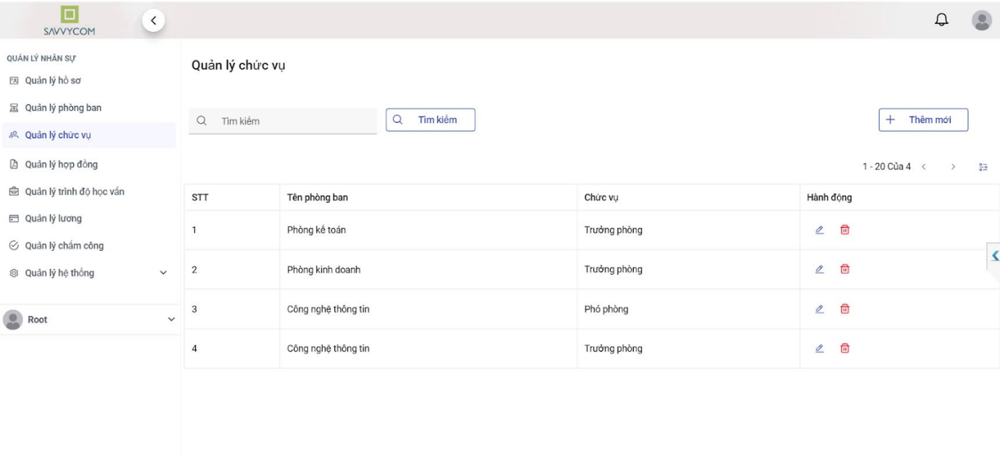 SAVVYCOM
QUẢN LÝ NHÂN SỰ
Quản lý hồ sơ
Quản lý phòng ban
Quản lý chức vụ
Quản lý hợp đồng
Quản lý trình độ học vấn
Quản lý lương
Quản lý chấm công
Quản lý hệ thống
Root
Quản lý chức vụ
Tìm kiếm Tìm kiếm Thêm mới
1 - 20 Của 4
STT Tên phòng ban Chức vụ Hành động
1 Phòng kế toán Trưởng phòng
2 Phòng kinh doanh Trưởng phòng
3 Công nghệ thông tin Phó phòng
4 Công nghệ thông tin Trưởng phòng